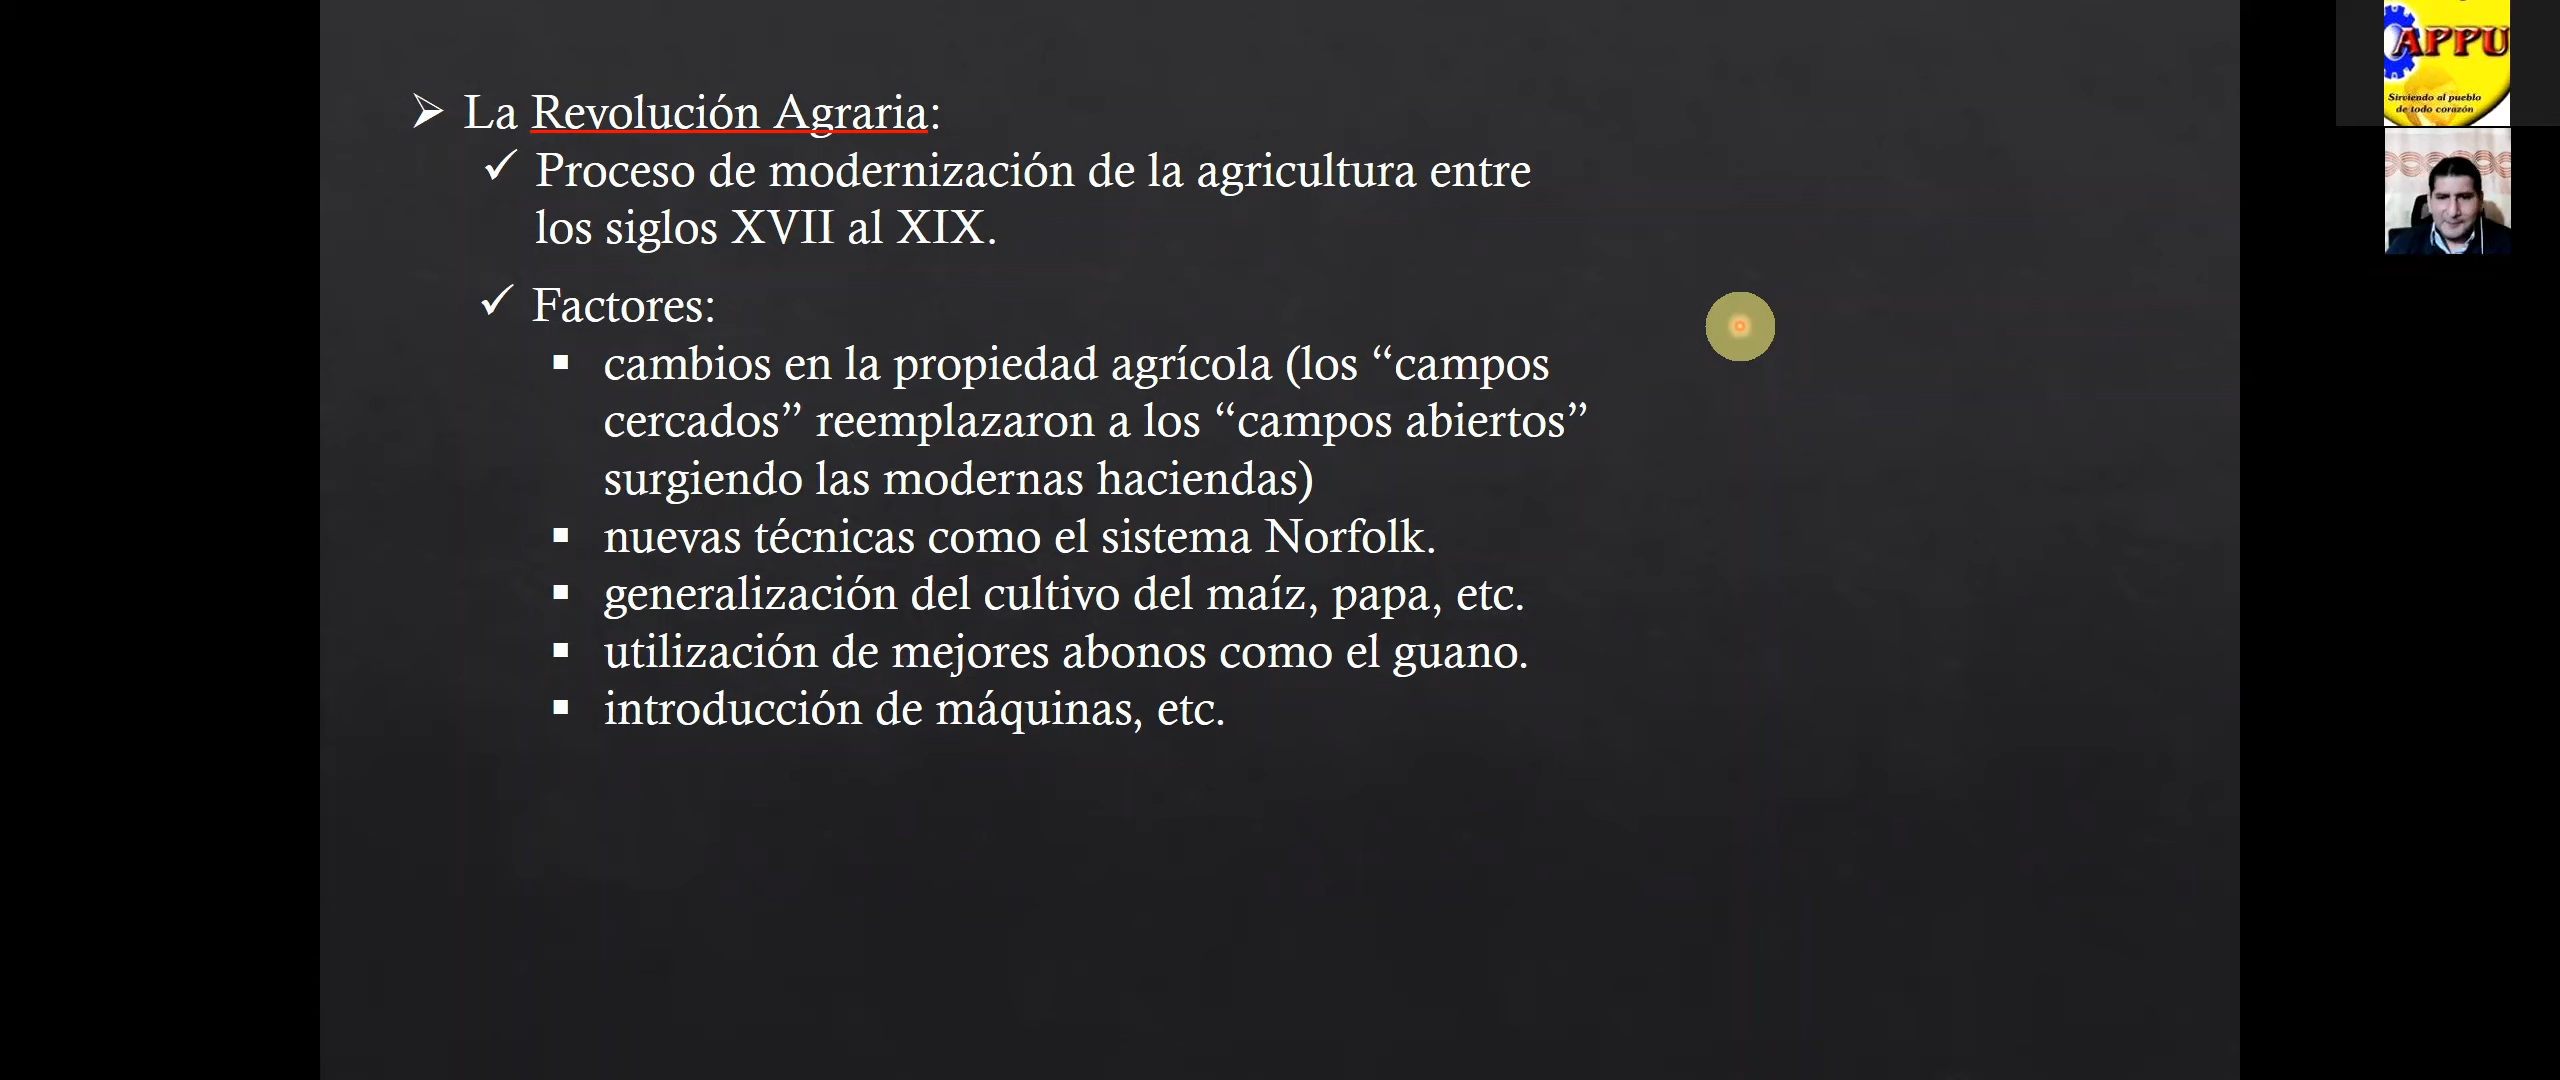 La Revolución Agraria:
Proceso de modernización de la agricultura entre
los siglos XVII al XIX.
Factores:
cambios en la propiedad agrícola (los “campos
cercados” reemplazaron a los “campos abiertos”
surgiendo las modernas haciendas)
nuevas técnicas como el sistema Norfolk.
generalización del cultivo del maíz, papa, etc.
utilización de mejores abonos como el guano.
introducción de máquinas, etc.
APPU
Sirviendo al pueblo
de todo corazón